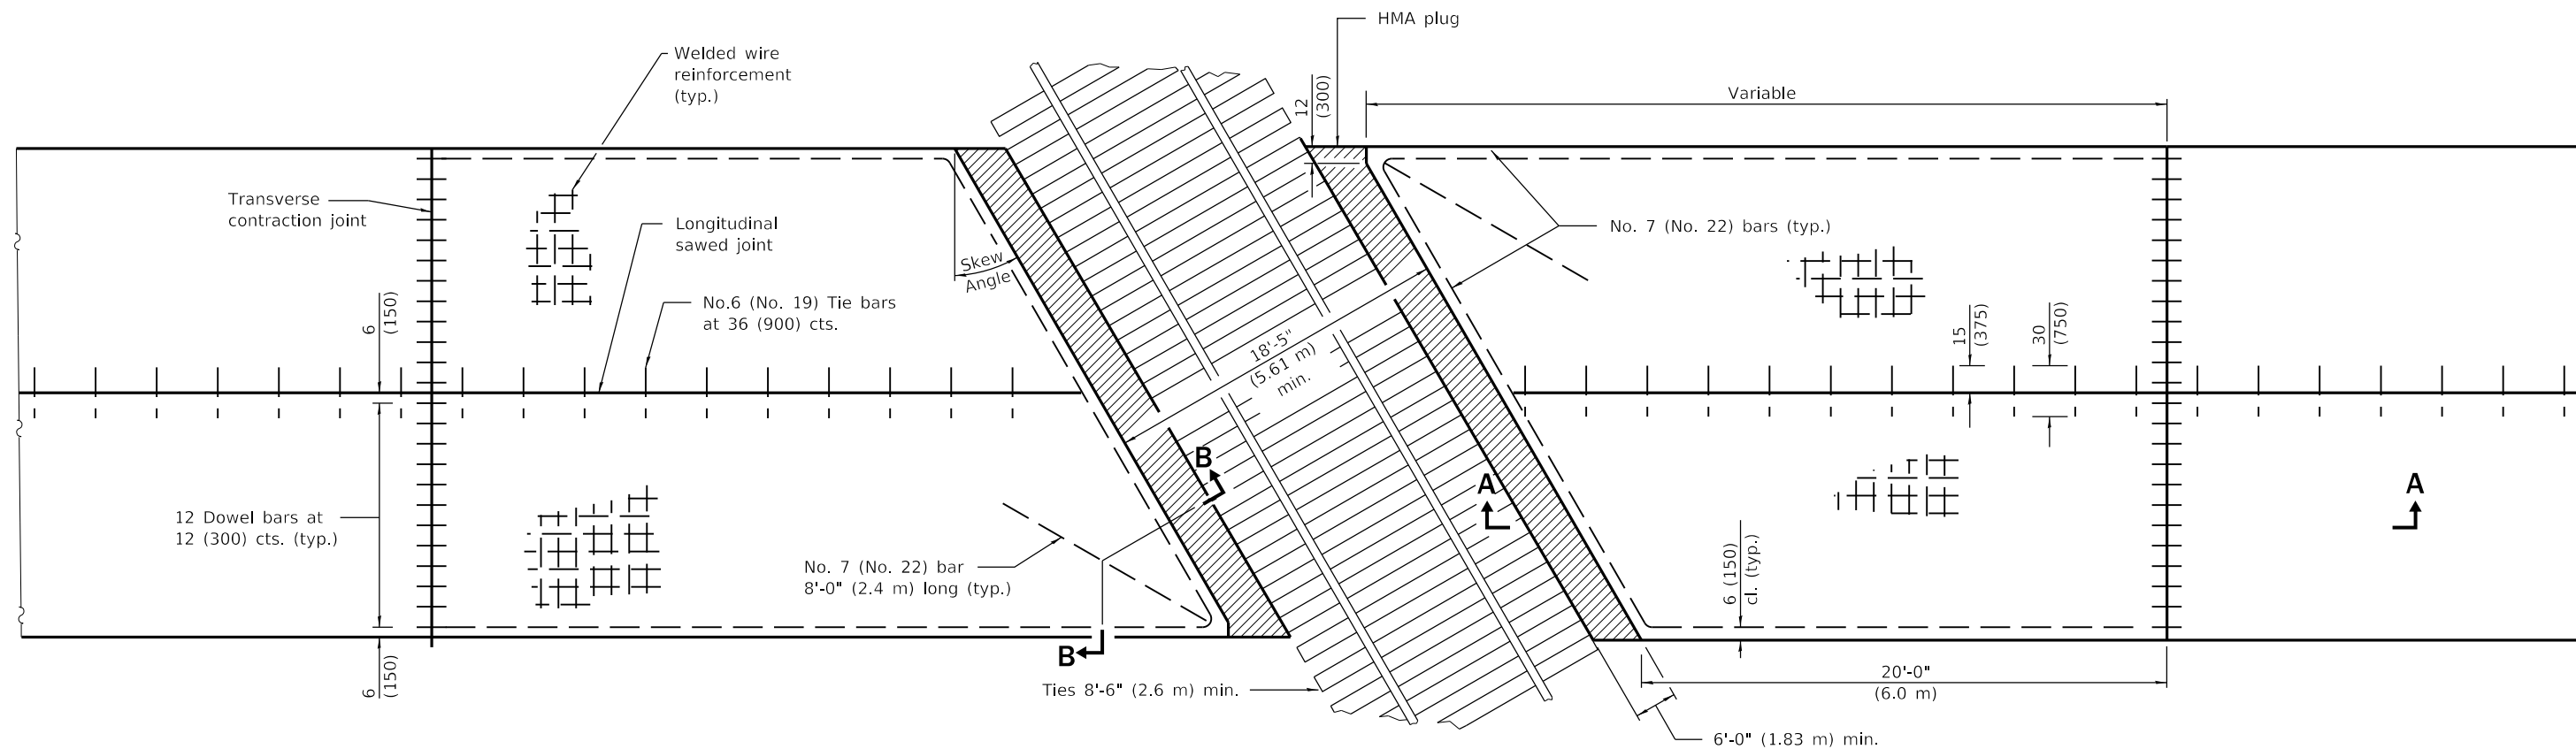 HMA plug
Welded wire
reinforcement
(typ.)
12
(300)
Variable
Transverse
contraction joint
Longitudinal
sawed joint
No. 7 (No. 22) bars (typ.)
Skew
Angle
No.6 (No. 19) Tie bars
at 36 (900) cts.
6
(150)
18'-5"
(5.61 m)
min.
15
(375)
30
(750)
B
A
A
12 Dowel bars at
12 (300) cts. (typ.)
No. 7 (No. 22) bar
8'-0" (2.4 m) long (typ.)
6 (150)
cl. (typ.)
B
6
(150)
Ties 8'-6" (2.6 m) min.
20'-0"
(6.0 m)
6'-0" (1.83 m) min.